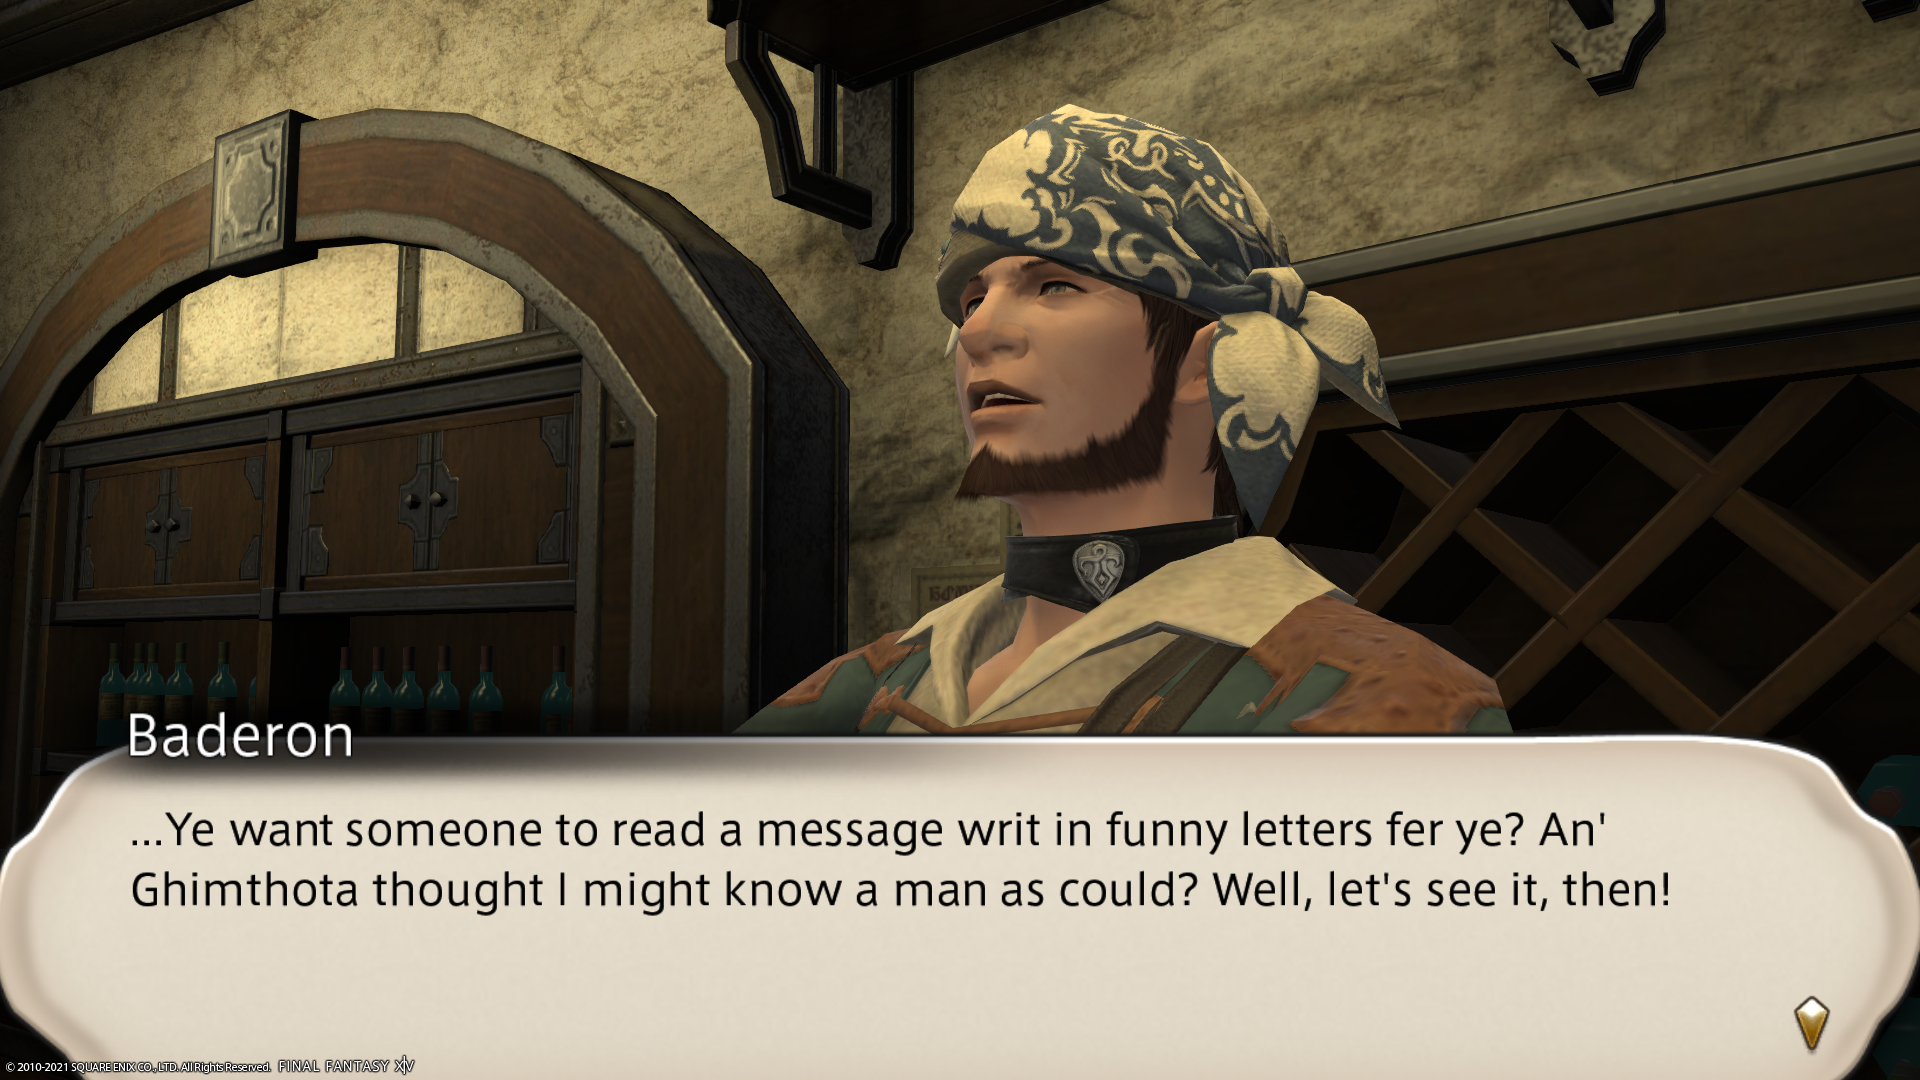 Baderon
...Ye want someone to read a message writ in funny letters fer ye? An'
Ghimthota thought I might know a man as could? Well, let's see it, then!
© 2010-2021 SQUARE ENIX CO., LTD. All Rights Reserved. FINAL FANTASY XIV